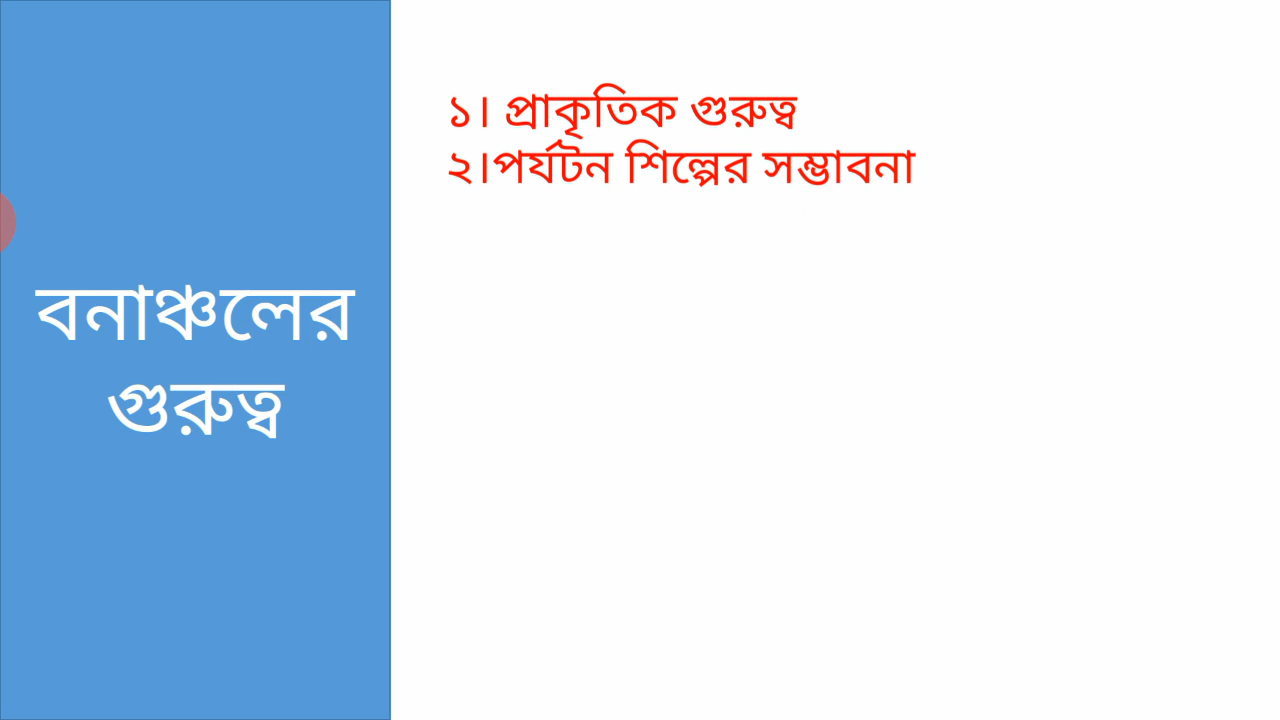 বনাঞ্চলের
গুরুত্ব
১। প্রাকৃতিক গুরুত্ব
২।পর্যটন শিল্পের সম্ভাবনা